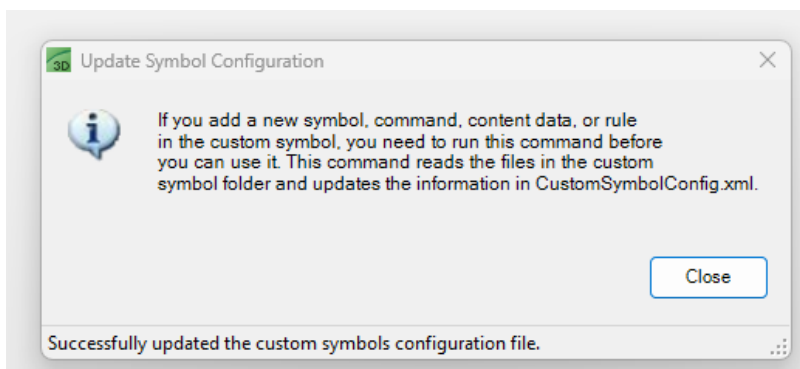 3D Update Symbol Configuration
If you add a new symbol, command, content data, or rule
in the custom symbol, you need to run this command before
you can use it. This command reads the files in the custom
symbol folder and updates the information in CustomSymbolConfig.xml.
Close
Successfully updated the custom symbols configuration file.